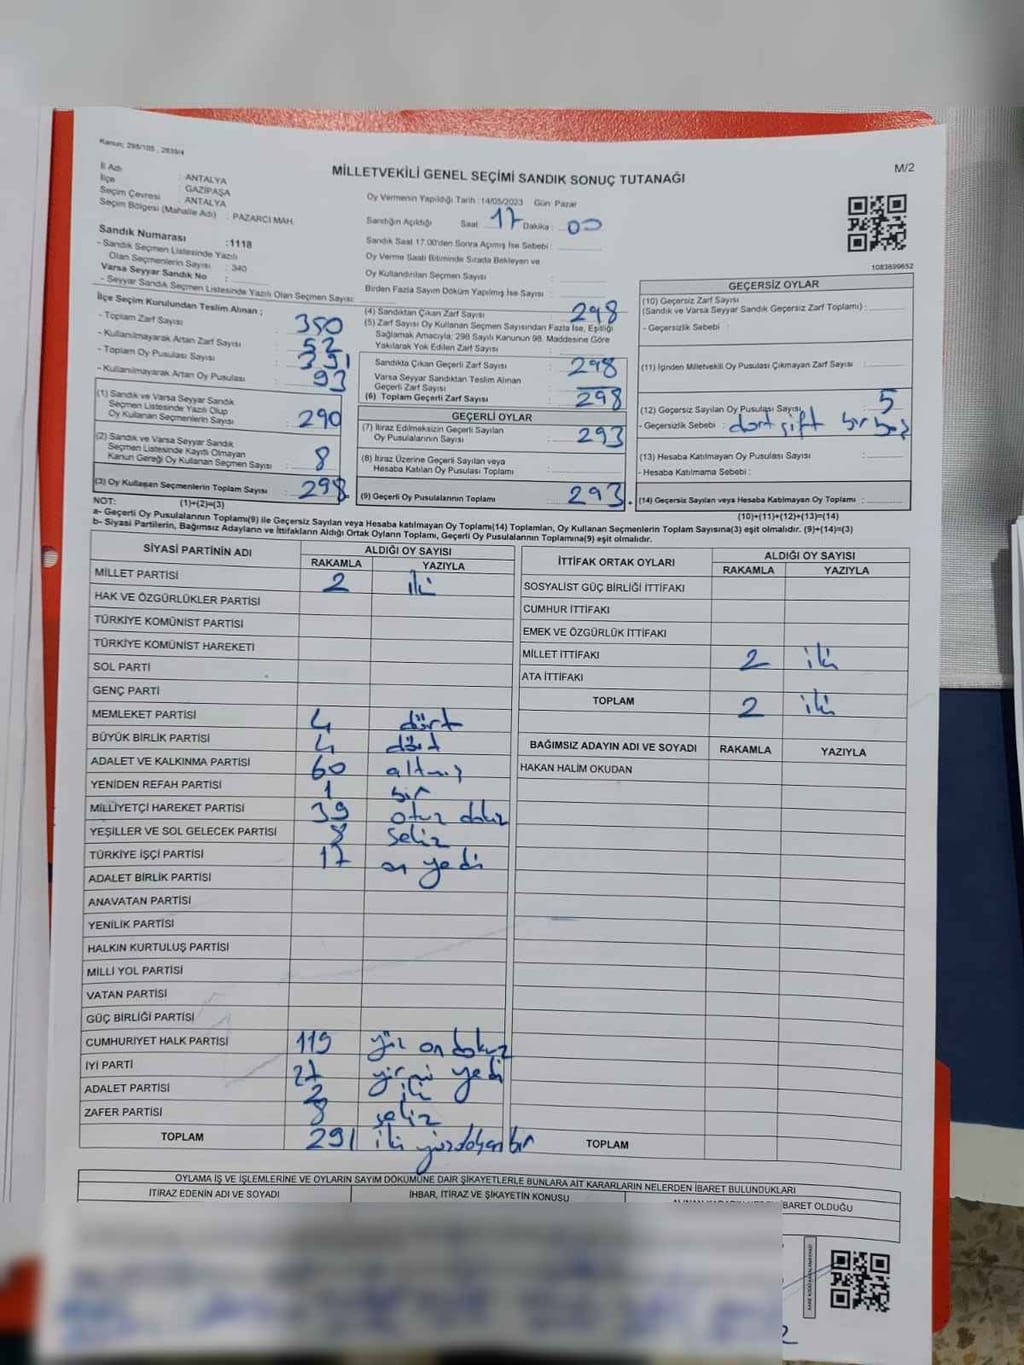 Kanun; 298/105 , 2839/4
M/2
MİLLETVEKİLİ GENEL SEÇİMİ SANDIK SONUÇ TUTANAĞI
İl Adı : ANTALYA
İlçe : GAZİPAŞA
Seçim Çevresi : ANTALYA
Seçim Bölgesi (Mahalle Adı) : PAZARCI MAH.
Sandık Numarası :1118
- Sandık Seçmen Listesinde Yazılı
Olan Seçmenlerin Sayısı : 340
Varsa Seyyar Sandık No :
- Seyyar Sandık Seçmen Listesinde Yazılı Olan Seçmen Sayısı:
Oy Vermenin Yapıldığı Tarih :14/05/2023 Gün: Pazar
Sandığın Açıldığı Saat 17 Dakika : 00
Sandık Saat 17.00'den Sonra Açılmış İse Sebebi :
Oy Verme Saati Bitiminde Sırada Bekleyen ve
Oy Kullandırılan Seçmen Sayısı :
Birden Fazla Sayım Döküm Yapılmış İse Sayısı :
1083699652
İlçe Seçim Kurulundan Teslim Alınan ;
- Toplam Zarf Sayısı : 350
- Kullanılmayarak Artan Zarf Sayısı : 52
- Toplam Oy Pusulası Sayısı : 391
- Kullanılmayarak Artan Oy Pusulası : 93
(1) Sandık ve Varsa Seyyar Sandık
Seçmen Listesinde Yazılı Olup
Oy Kullanan Seçmenlerin Sayısı : 290
(2) Sandık ve Varsa Seyyar Sandık
Seçmen Listesinde Kayıtlı Olmayan
Kanun Gereği Oy Kullanan Seçmen Sayısı : 8
(3) Oy Kullanan Seçmenlerin Toplam Sayısı : 298
(1)+(2)=(3)
(4) Sandıktan Çıkan Zarf Sayısı : 298
(5) Zarf Sayısı Oy Kullanan Seçmen Sayısından Fazla İse, Eşitliği
Sağlamak Amacıyla; 298 Sayılı Kanunun 98. Maddesine Göre
Yakılarak Yok Edilen Zarf Sayısı :
Sandıkta Çıkan Geçerli Zarf Sayısı : 298
Varsa Seyyar Sandıktan Teslim Alınan
Geçerli Zarf Sayısı :
(6) Toplam Geçerli Zarf Sayısı : 298
GEÇERLİ OYLAR
(7) İtiraz Edilmeksizin Geçerli Sayılan
Oy Pusulalarının Sayısı : 293
(8) İtiraz Üzerine Geçerli Sayılan veya
Hesaba Katılan Oy Pusulası Toplamı :
(9) Geçerli Oy Pusulalarının Toplamı : 293
GEÇERSİZ OYLAR
(10) Geçersiz Zarf Sayısı
(Sandık ve Varsa Seyyar Sandık Geçersiz Zarf Toplamı) :
- Geçersizlik Sebebi :
(11) İçinden Milletvekili Oy Pusulası Çıkmayan Zarf Sayısı :
(12) Geçersiz Sayılan Oy Pusulası Sayısı : 5
- Geçersizlik Sebebi : dört çift bir boş
(13) Hesaba Katılmayan Oy Pusulası Sayısı :
- Hesaba Katılmama Sebebi :
(14) Geçersiz Sayılan veya Hesaba Katılmayan Oy Toplamı :
(10)+(11)+(12)+(13)=(14)
NOT:
a- Geçerli Oy Pusulalarının Toplamı(9) ile Geçersiz Sayılan veya Hesaba katılmayan Oy Toplamı(14) Toplamları, Oy Kullanan Seçmenlerin Toplam Sayısına(3) eşit olmalıdır. (9)+(14)=(3)
b- Siyasi Partilerin, Bağımsız Adayların ve İttifakların Aldığı Ortak Oyların Toplamı, Geçerli Oy Pusulalarının Toplamına(9) eşit olmalıdır.
SİYASİ PARTİNİN ADI ALDIĞI OY SAYISI
RAKAMLA YAZIYLA
MİLLET PARTİSİ 2 iki
HAK VE ÖZGÜRLÜKLER PARTİSİ
TÜRKİYE KOMÜNİST PARTİSİ
TÜRKİYE KOMÜNİST HAREKETİ
SOL PARTİ
GENÇ PARTİ
MEMLEKET PARTİSİ 4 dört
BÜYÜK BİRLİK PARTİSİ 4 dört
ADALET VE KALKINMA PARTİSİ 60 altmış
YENİDEN REFAH PARTİSİ 1 bir
MİLLİYETÇİ HAREKET PARTİSİ 39 otuz dokuz
YEŞİLLER VE SOL GELECEK PARTİSİ 8 sekiz
TÜRKİYE İŞÇİ PARTİSİ 17 on yedi
ADALET BİRLİK PARTİSİ
ANAVATAN PARTİSİ
YENİLİK PARTİSİ
HALKIN KURTULUŞ PARTİSİ
MİLLİ YOL PARTİSİ
VATAN PARTİSİ
GÜÇ BİRLİĞİ PARTİSİ
CUMHURİYET HALK PARTİSİ 119 yüz on dokuz
İYİ PARTİ 27 yirmi yedi
ADALET PARTİSİ 2 iki
ZAFER PARTİSİ 8 sekiz
TOPLAM 291 iki yüzdoksanbir
İTTİFAK ORTAK OYLARI ALDIĞI OY SAYISI
RAKAMLA YAZIYLA
SOSYALİST GÜÇ BİRLİĞİ İTTİFAKI
CUMHUR İTTİFAKI
EMEK VE ÖZGÜRLÜK İTTİFAKI
MİLLET İTTİFAKI 2 iki
ATA İTTİFAKI
TOPLAM 2 iki
BAĞIMSIZ ADAYIN ADI VE SOYADI RAKAMLA YAZIYLA
HAKAN HALİM OKUDAN
TOPLAM
OYLAMA İŞ VE İŞLEMLERİNE VE OYLARIN SAYIM DÖKÜMÜNE DAİR ŞİKAYETLERLE BUNLARA AİT KARARLARIN NELERDEN İBARET BULUNDUKLARI
İTİRAZ EDENİN ADI VE SOYADI İHBAR, İTİRAZ VE ŞİKAYETİN KONUSU İBARET OLDUĞU